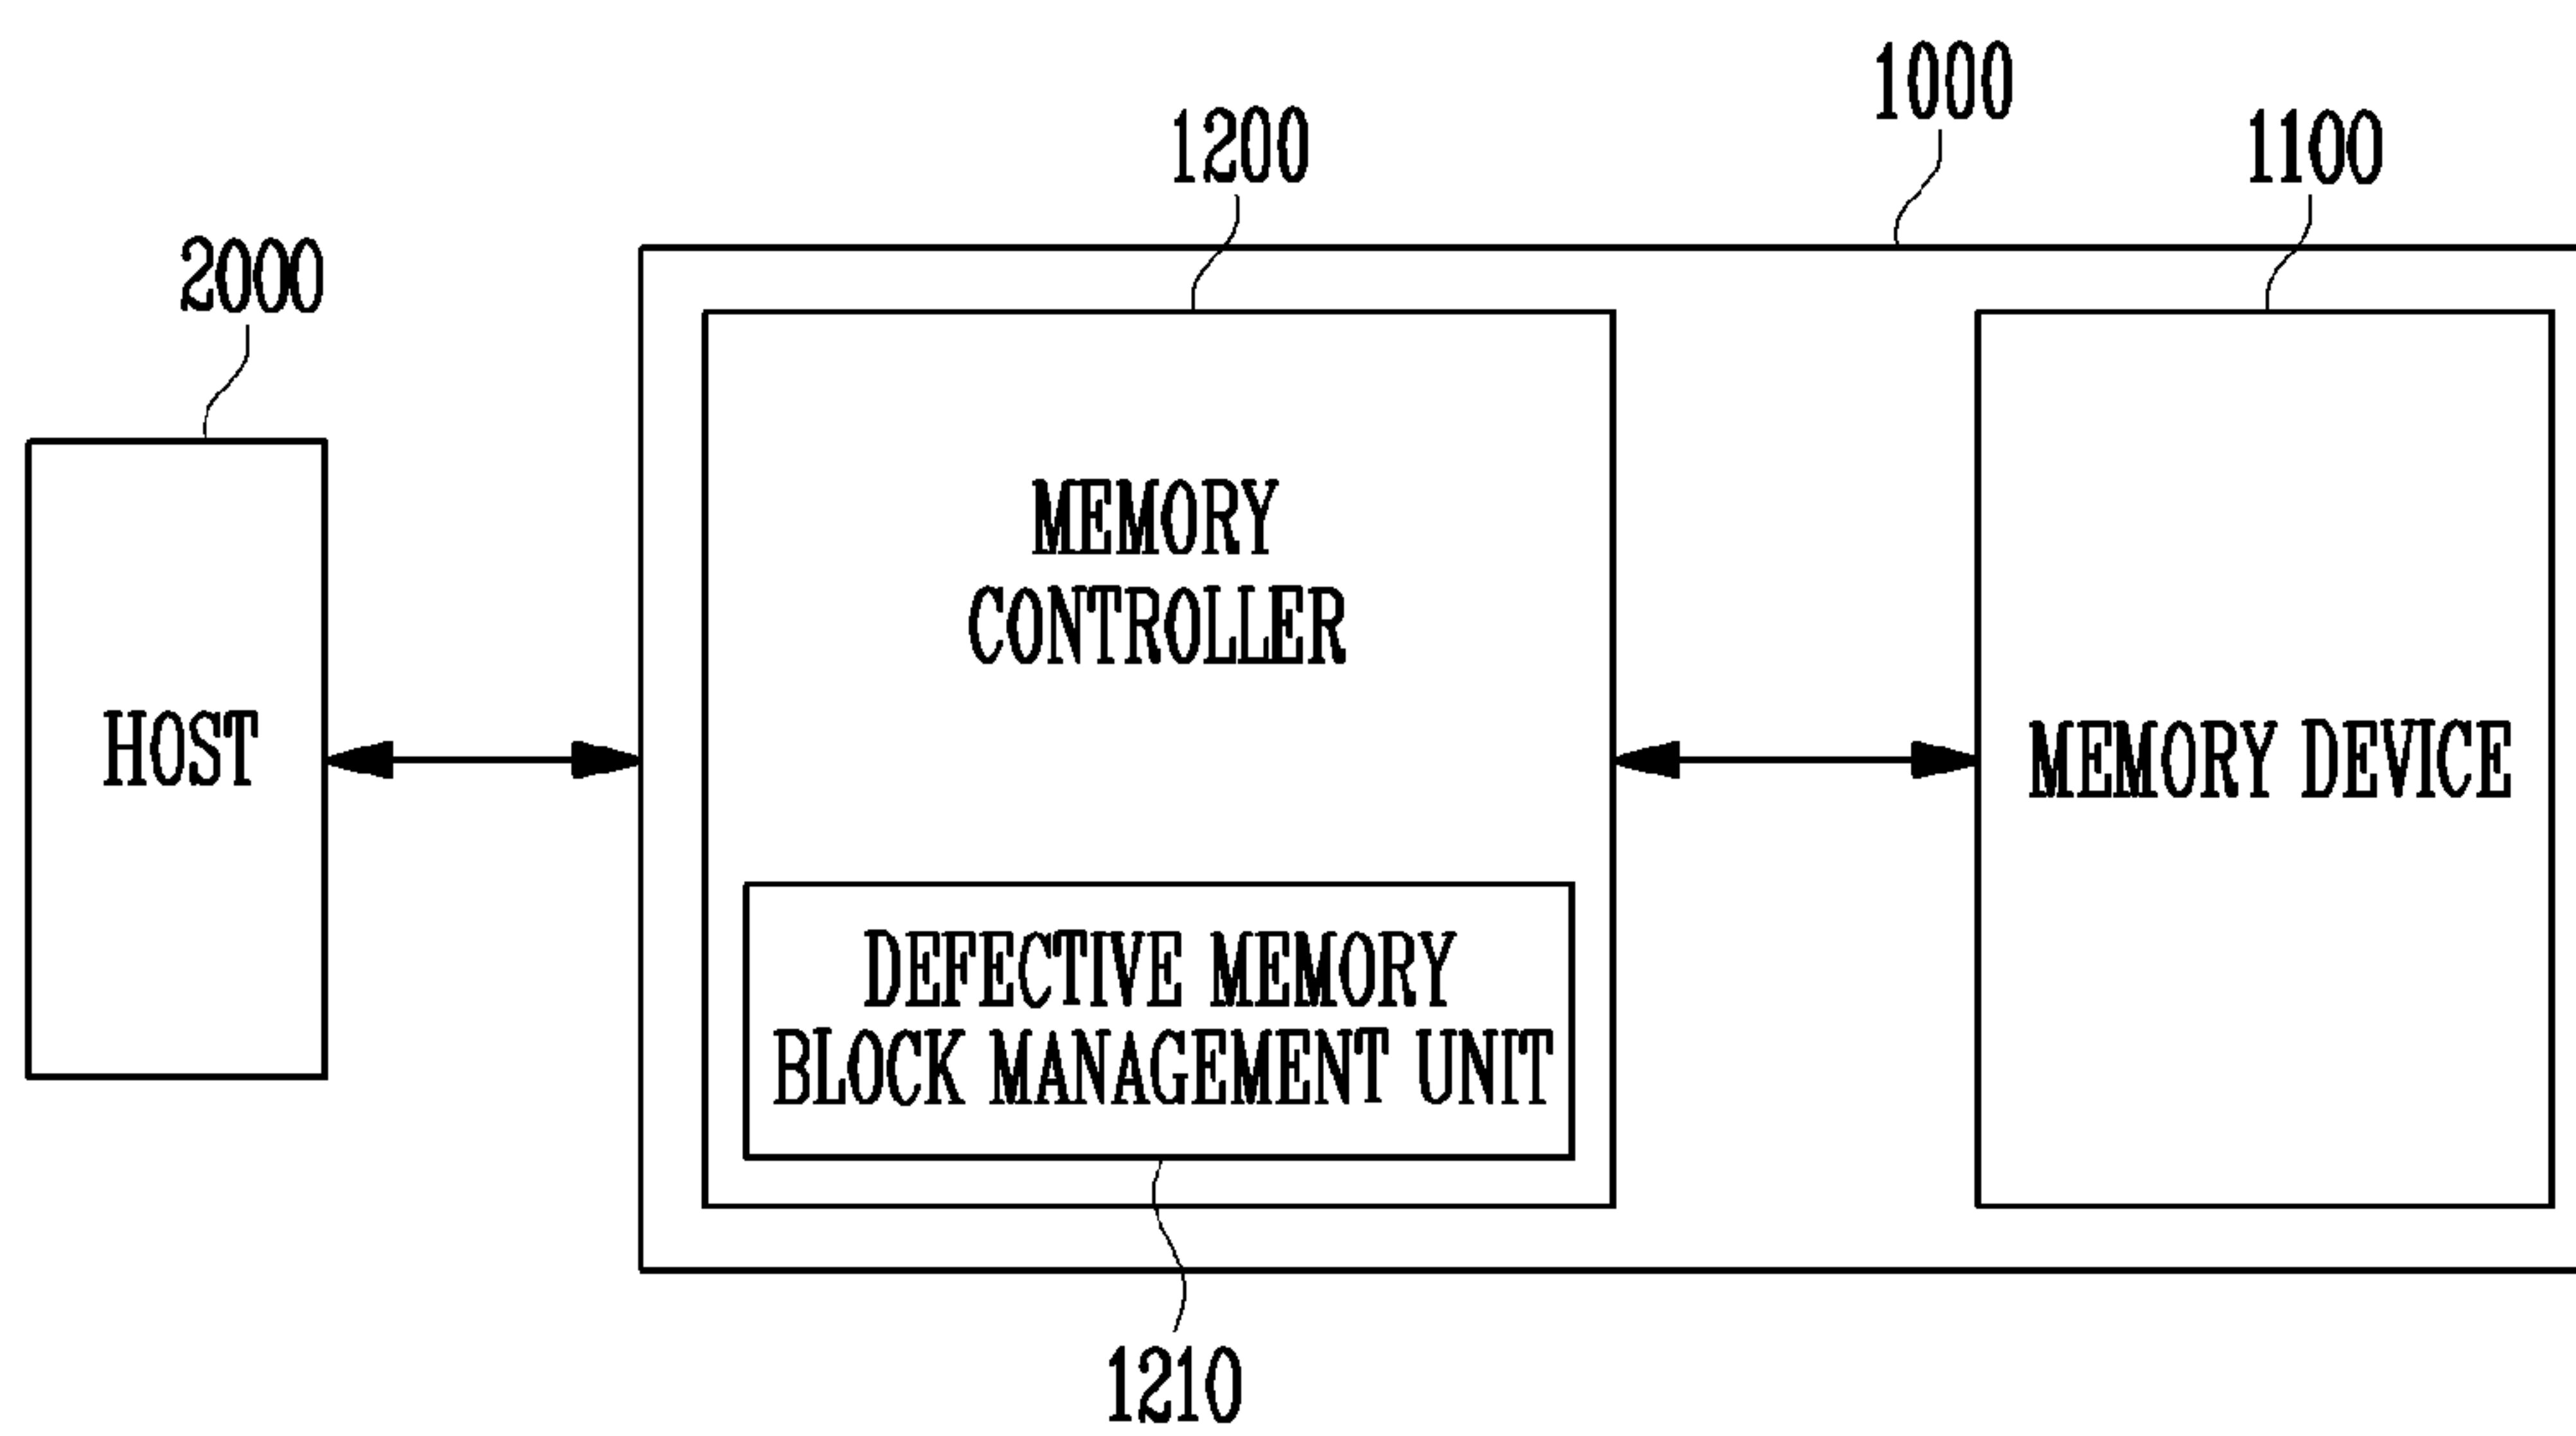 1000
1200
1100
2000
MEMORY
CONTROLLER
HOST
MEMORY DEVICE
DEFECTIVE MEMORY
BLOCK MANAGEMENT UNIT
1210